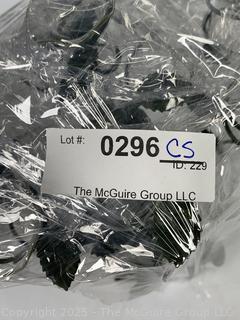 Lot #: 0296 CS
ID: 229
The McGuire Group LLC
Copyright 2025 - The McGuire Group LLC